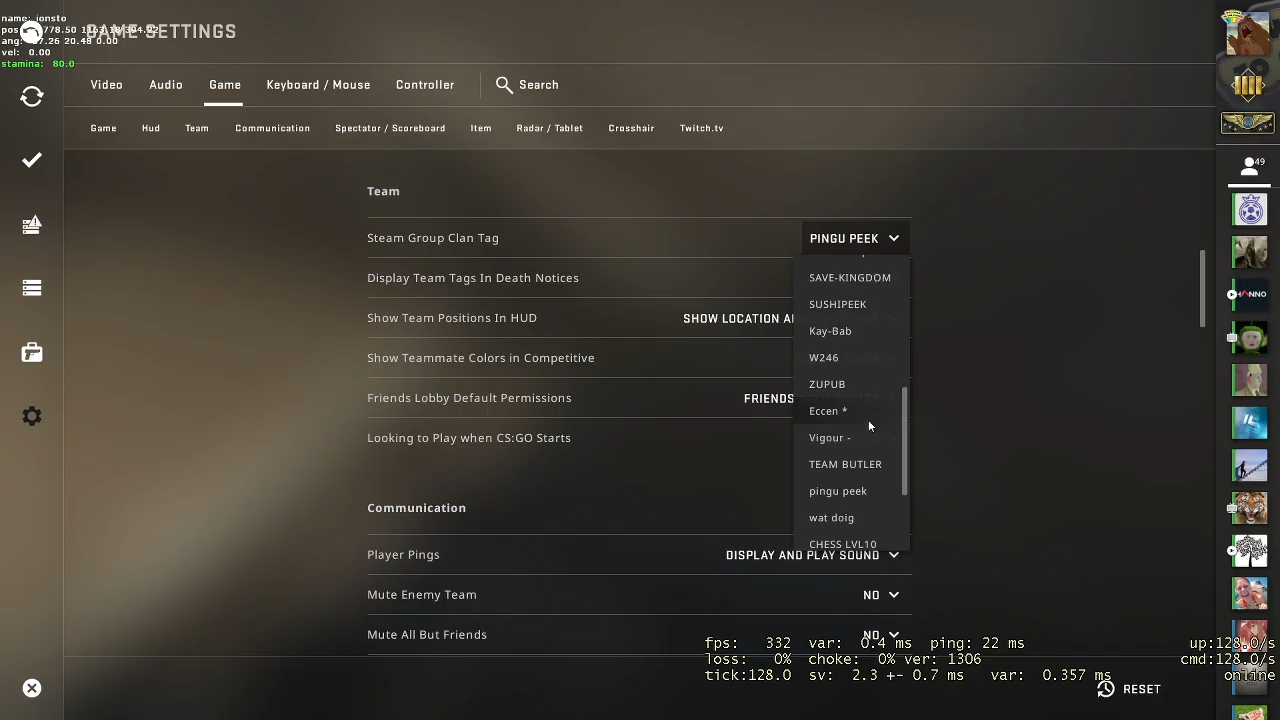 name: ionsto
GAME SETTINGS
ang:
vel: 0.00
stamina: 80.0
Video
Audio
Game
Keyboard / Mouse
Controller
Search
Game
Hud
Team
Communication
Spectator / Scoreboard
Item
Radar / Tablet
Crosshair
Twitch.tv
49
Team
Steam Group Clan Tag
PINGU PEEK
Display Team Tags In Death Notices
Show Team Positions In HUD
SHOW LOCATION
Show Teammate Colors in Competitive
Friends Lobby Default Permissions
FRIENDS
Looking to Play when CS:GO Starts
SAVE-KINGDOM
SUSHIPEEK
Kay-Bab
W246
ZUPUB
Eccen *
Vigour -
TEAM BUTLER
pingu peek
wat doig
CHESS LVL10
Communication
Player Pings
DISPLAY AND PLAY SOUND
Mute Enemy Team
NO
Mute All But Friends
NO
fps: 332 var: 0.4 ms ping: 22 ms
loss: 0% choke: 0% ver: 1306
tick:128.0 sv: 2.3 +- 0.7 ms var: 0.357 ms
up:128.0/s
cmd:128.0/s
online
RESET